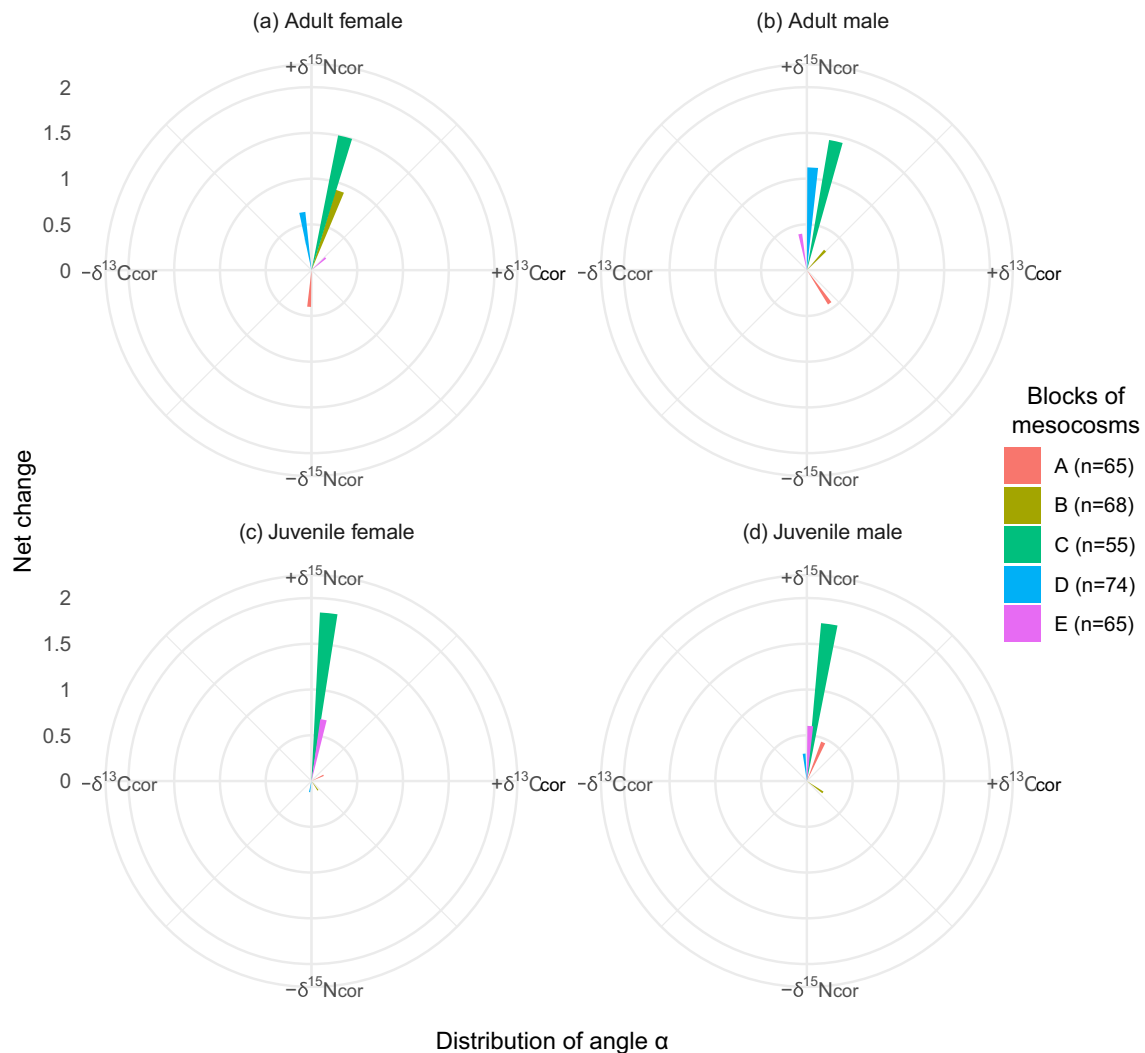 (a) Adult female
(b) Adult male
+δ¹⁵Ncor
+δ¹⁵Ncor
2
1.5
1
0.5
0
−δ¹³Ccor
+δ¹³Ccor
−δ¹³Ccor
+δ¹³Ccor
−δ¹⁵Ncor
−δ¹⁵Ncor
Net change
Blocks of
mesocosms
A (n=65)
B (n=68)
C (n=55)
D (n=74)
E (n=65)
(c) Juvenile female
(d) Juvenile male
+δ¹⁵Ncor
+δ¹⁵Ncor
2
1.5
1
0.5
0
−δ¹³Ccor
+δ¹³Ccor
−δ¹³Ccor
+δ¹³Ccor
−δ¹⁵Ncor
−δ¹⁵Ncor
Distribution of angle α